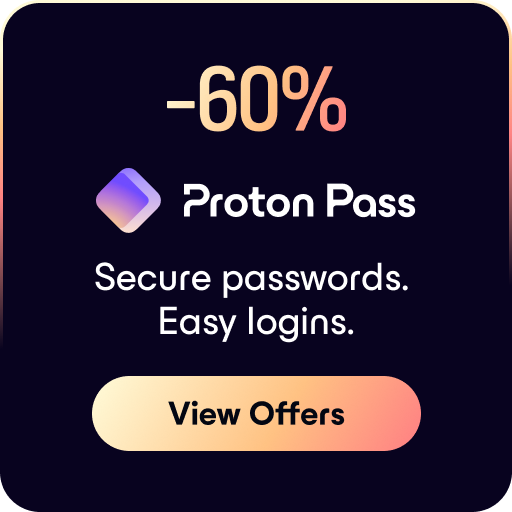 -60%
Proton Pass
Secure passwords.
Easy logins.
View Offers